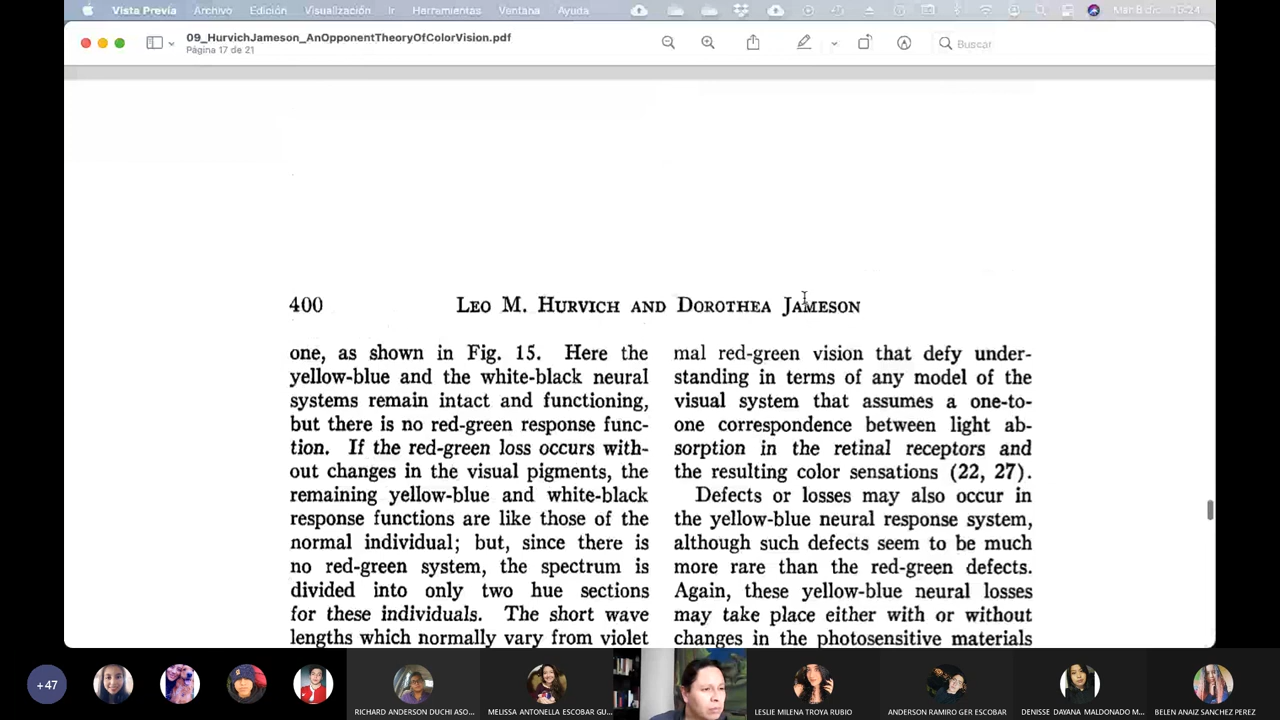 Vista Previa Archivo Edición Visualización Ir Herramientas Ventana Ayuda Mar 8 dic. 15:24
09_HurvichJameson_AnOpponentTheoryOfColorVision.pdf
Página 17 de 21
Buscar
400 LEO M. HURVICH AND DOROTHEA JAMESON
one, as shown in Fig. 15. Here the
yellow-blue and the white-black neural
systems remain intact and functioning,
but there is no red-green response func-
tion. If the red-green loss occurs with-
out changes in the visual pigments, the
remaining yellow-blue and white-black
response functions are like those of the
normal individual; but, since there is
no red-green system, the spectrum is
divided into only two hue sections
for these individuals. The short wave
lengths which normally vary from violet
mal red-green vision that defy under-
standing in terms of any model of the
visual system that assumes a one-to-
one correspondence between light ab-
sorption in the retinal receptors and
the resulting color sensations (22, 27).
Defects or losses may also occur in
the yellow-blue neural response system,
although such defects seem to be much
more rare than the red-green defects.
Again, these yellow-blue neural losses
may take place either with or without
changes in the photosensitive materials
+47
RICHARD ANDERSON DUCHI ASO...
MELISSA ANTONELLA ESCOBAR GU...
LESLIE MILENA TROYA RUBIO
ANDERSON RAMIRO GER ESCOBAR
DENISSE DAYANA MALDONADO M...
BELEN ANAIZ SANCHEZ PEREZ